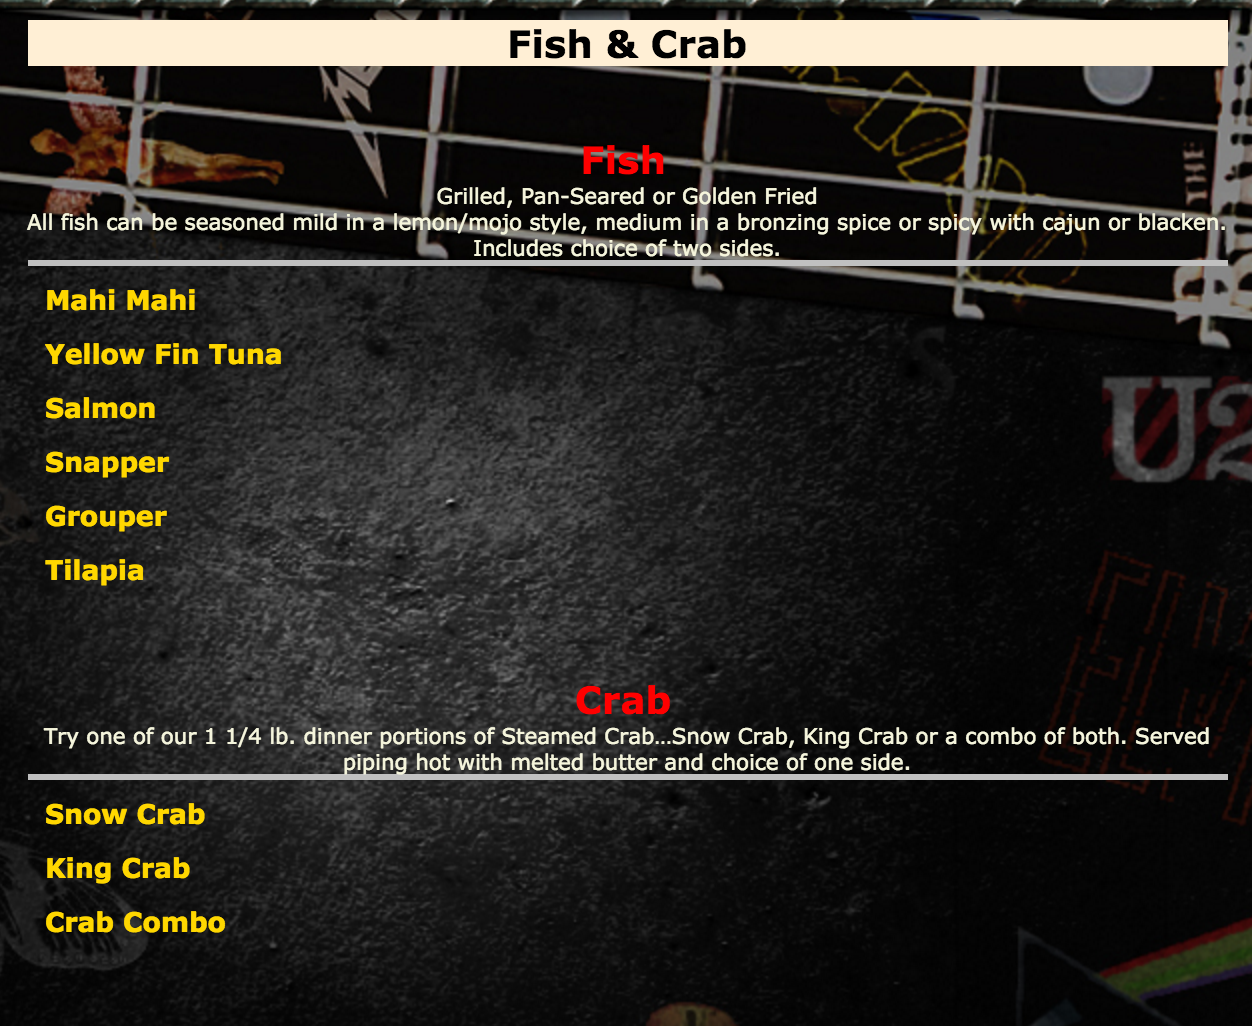 Fish & Crab
Fish
Grilled, Pan-Seared or Golden Fried
All fish can be seasoned mild in a lemon/mojo style, medium in a bronzing spice or spicy with cajun or blacken.
Includes choice of two sides.
Mahi Mahi
Yellow Fin Tuna
Salmon
Snapper
Grouper
Tilapia
U2
THE
Crab
Try one of our 1 1/4 lb. dinner portions of Steamed Crab...Snow Crab, King Crab or a combo of both. Served
piping hot with melted butter and choice of one side.
Snow Crab
King Crab
Crab Combo